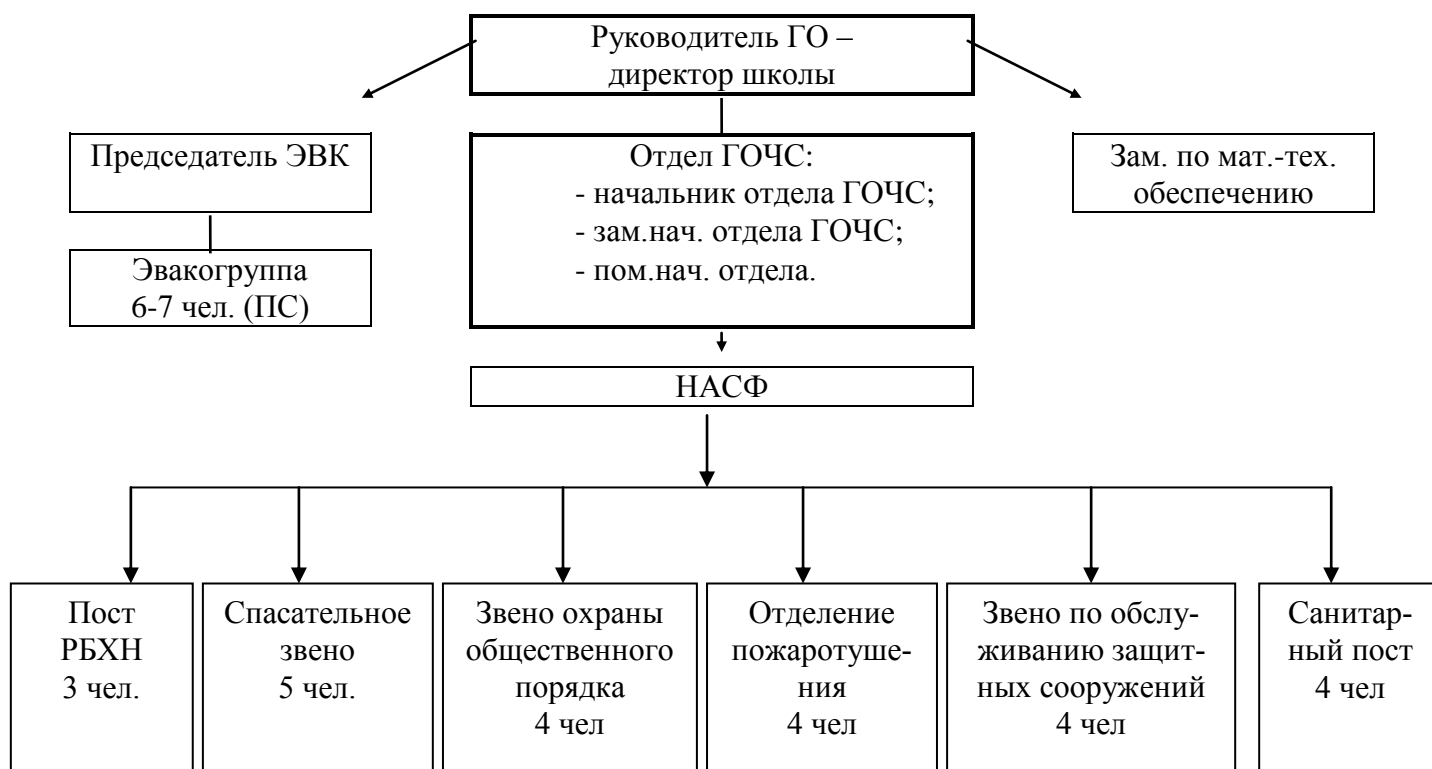 Руководитель ГО –
директор школы
Председатель ЭВК
Эвакогруппа
6-7 чел. (ПС)
Отдел ГОЧС:
- начальник отдела ГОЧС;
- зам.нач. отдела ГОЧС;
- пом.нач. отдела.
Зам. по мат.-тех.
обеспечению
НАСФ
Пост
РБХН
3 чел.
Спасательное
звено
5 чел.
Звено охраны
общественного
порядка
4 чел
Отделение
пожаротуше-
ния
4 чел
Звено по обслу-
живанию защит-
ных сооружений
4 чел
Санитар-
ный пост
4 чел